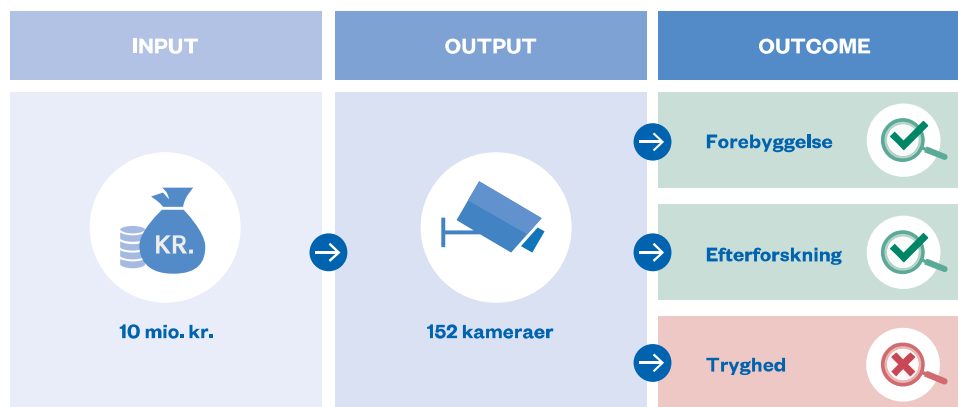 INPUT
OUTPUT
OUTCOME
KR.
10 mio. kr.
152 kameraer
Forebyggelse
Efterforskning
Tryghed